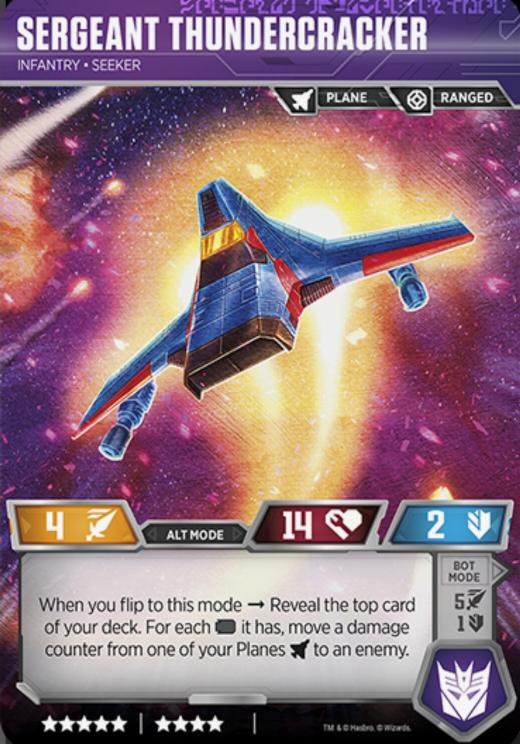 SERGEANT THUNDERCRACKER
INFANTRY • SEEKER
PLANE
RANGED
4
ALT MODE
14
2
When you flip to this mode → Reveal the top card
of your deck. For each it has, move a damage
counter from one of your Planes to an enemy.
BOT
MODE
5
1
TM & © Hasbro. © Wizards.